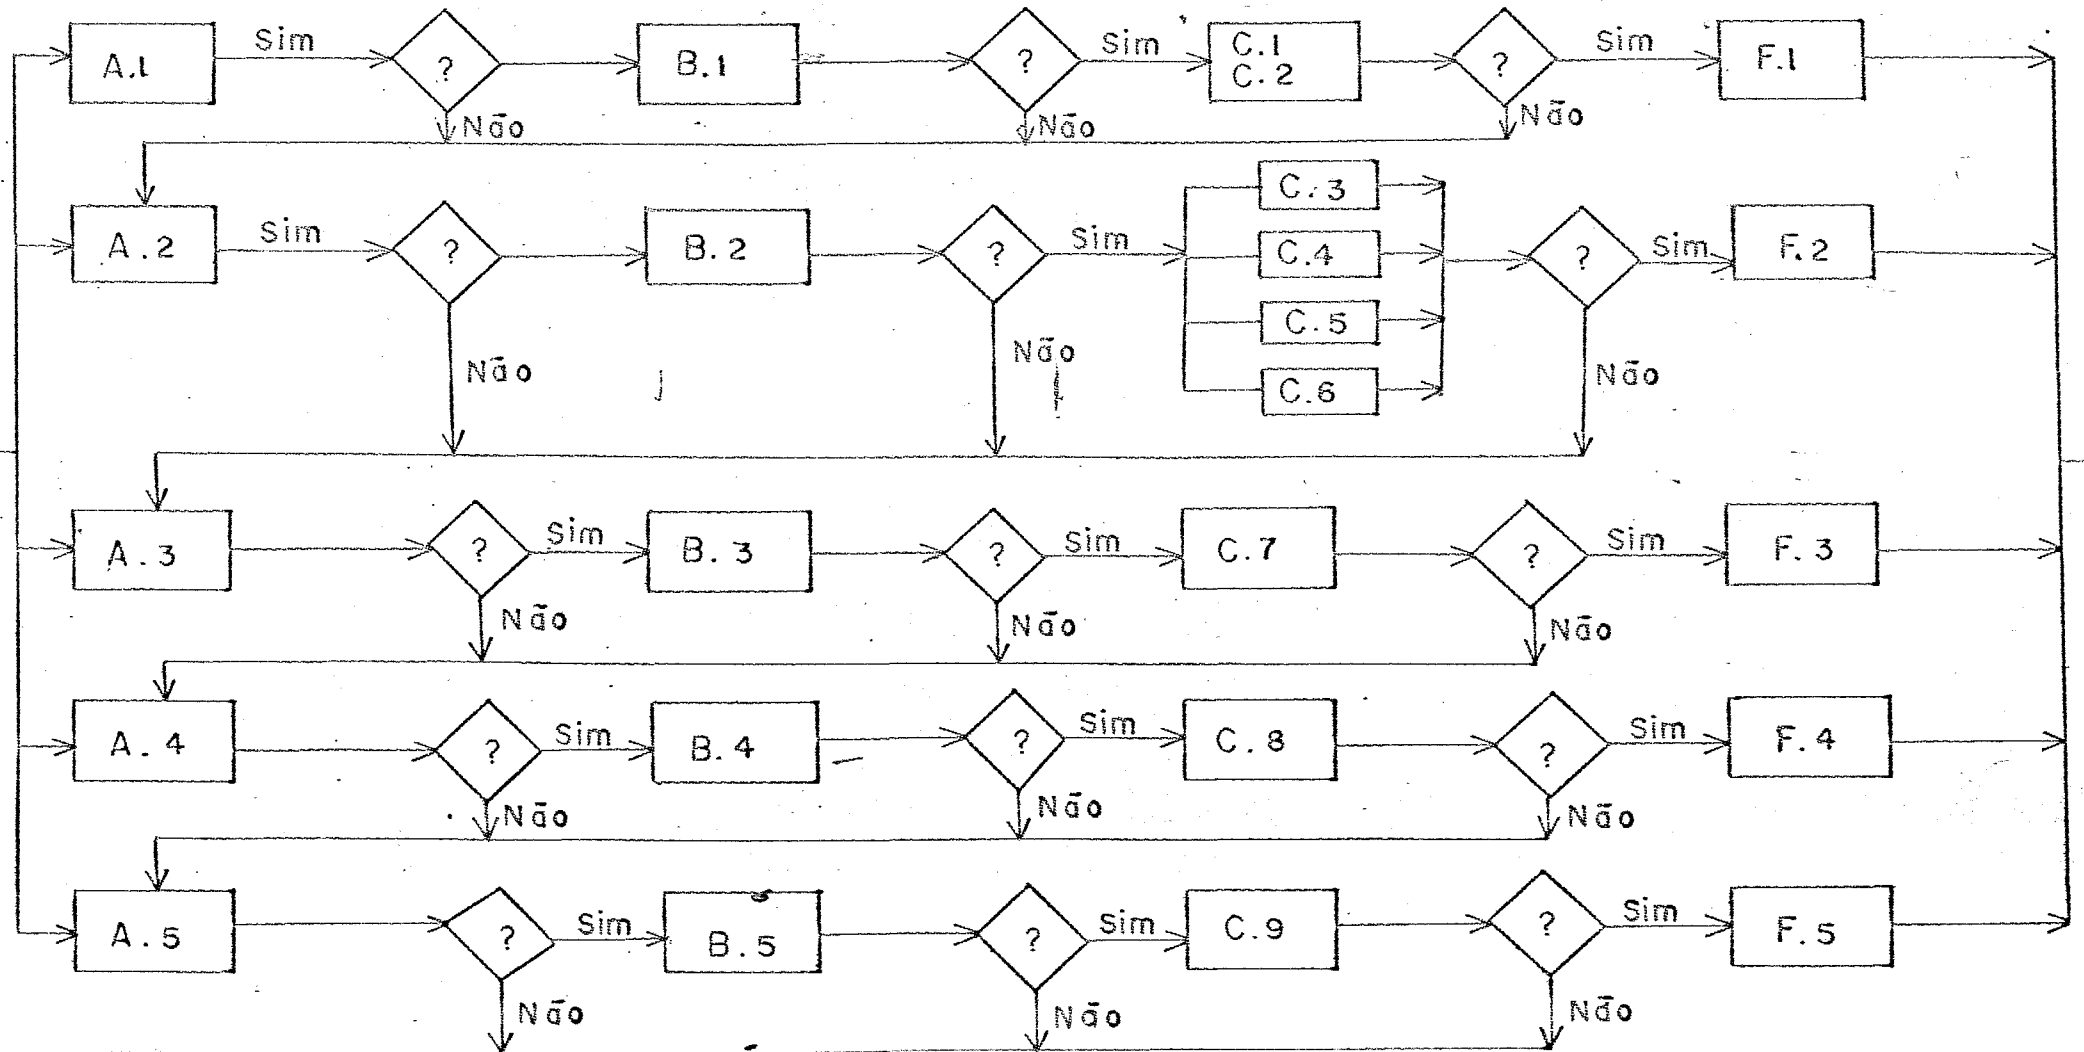 A.1
Sim
?
B.1
?
Sim
C.1
C.2
?
Sim
F.1
Não
Não
Não
A.2
Sim
?
B.2
?
Sim
C.3
C.4
C.5
C.6
?
Sim
F.2
Não
Não
Não
A.3
?
Sim
B.3
?
Sim
C.7
?
Sim
F.3
Não
Não
Não
A.4
?
Sim
B.4
?
Sim
C.8
?
Sim
F.4
Não
Não
Não
A.5
?
Sim
B.5
?
Sim
C.9
?
Sim
F.5
Não
Não
Não